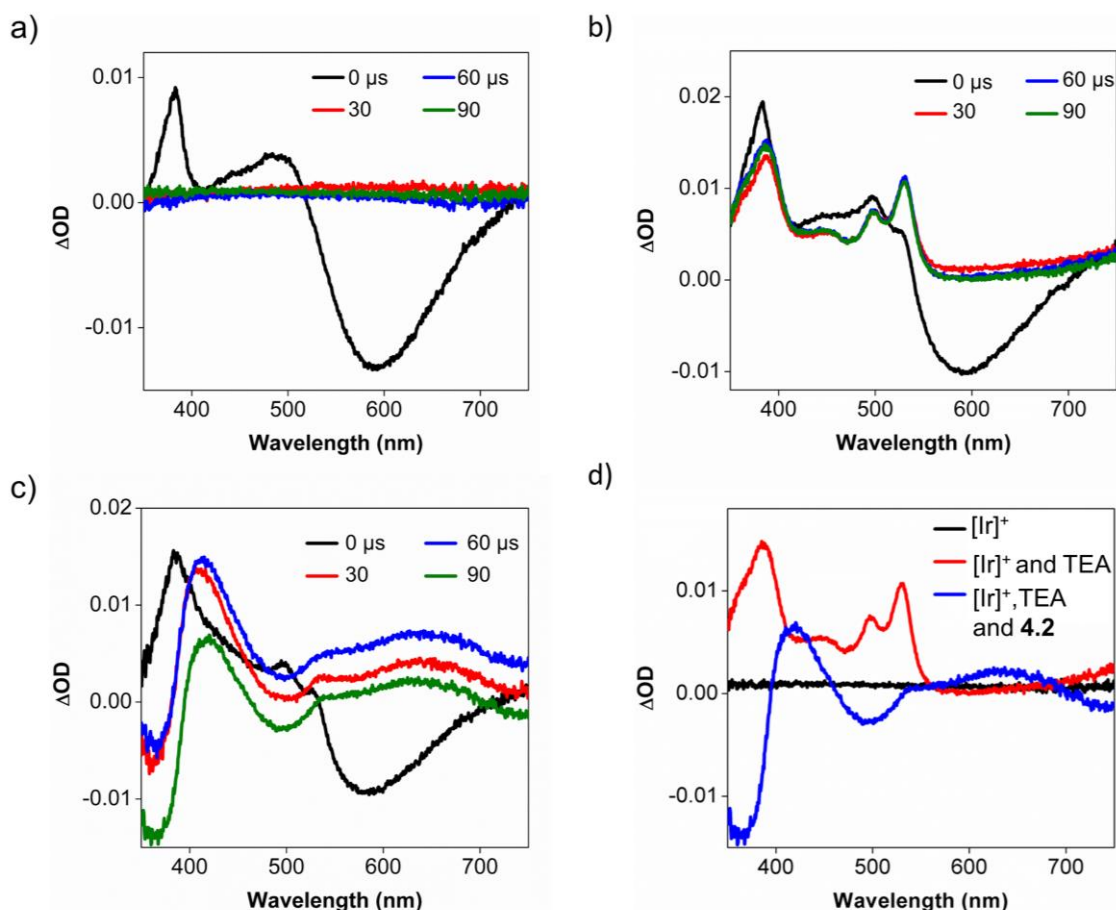 a)
0 µs 60 µs
30 90
0.01
0.00
-0.01
ΔOD
400 500 600 700
Wavelength (nm)
b)
0 µs 60 µs
30 90
0.02
0.01
0.00
-0.01
ΔOD
400 500 600 700
Wavelength (nm)
c)
0 µs 60 µs
30 90
0.02
0.01
0.00
-0.01
ΔOD
400 500 600 700
Wavelength (nm)
d)
[Ir]⁺
[Ir]⁺ and TEA
[Ir]⁺,TEA
and 4.2
0.01
0.00
-0.01
ΔOD
400 500 600 700
Wavelength (nm)